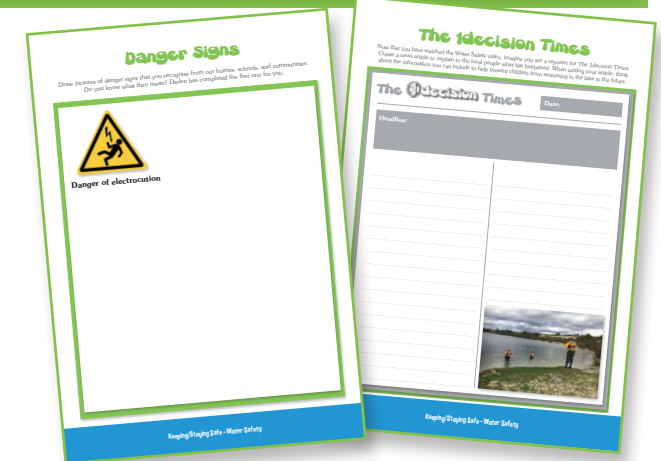 Danger Signs
Draw pictures of danger signs that you recognise from our homes, schools, and communities.
Do you know what they mean? Darlee has completed the first one for you.
Danger of electrocution
Keeping/Staying Safe - Water Safety
The 1decision Times
Now that you have watched the Water Safety video, imagine you are a reporter for The 1decision Times.
Create a news article to explain to the local people what has happened. When writing your article, think
about the information you can include to help prevent children from swimming in the lake in the future.
The 1decision Times
Date:
Headline:
Keeping/Staying Safe - Water Safety